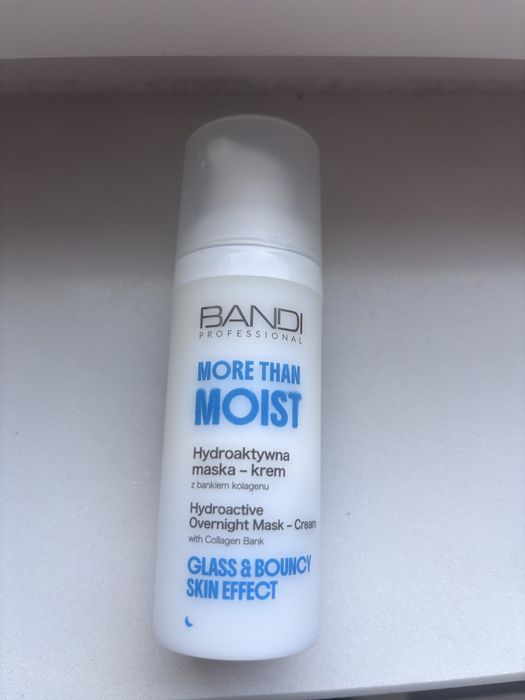 BANDI
PROFESSIONAL
MORE THAN
MOIST
Hydroaktywna
maska – krem
z bankiem kolagenu
Hydroactive
Overnight Mask – Cream
with Collagen Bank
GLASS & BOUNCY
SKIN EFFECT